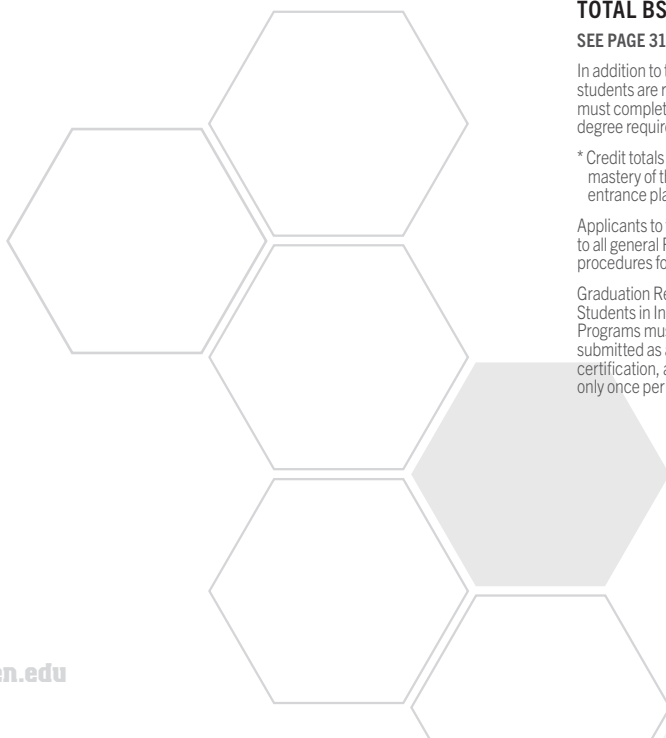 TOTAL BS
SEE PAGE 31
In addition to
students are
must complet
degree requir
* Credit totals
mastery of th
entrance pla
Applicants to
to all general
procedures fo
Graduation Re
Students in In
Programs mus
submitted as
certification,
only once per
en.edu